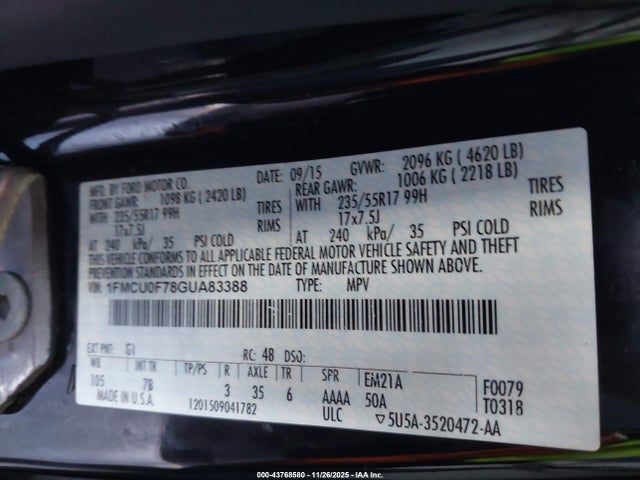 MFD. BY FORD MOTOR CO. DATE: 09/15 GVWR: 2096 KG ( 4620 LB)
FRONT GAWR: 1098 KG ( 2420 LB) REAR GAWR: 1006 KG ( 2218 LB)
WITH 235/55R17 99H TIRES WITH 235/55R17 99H TIRES
17x7.5J RIMS 17x7.5J RIMS
AT 240 kPa/ 35 PSI COLD AT 240 kPa/ 35 PSI COLD
THIS VEHICLE CONFORMS TO ALL APPLICABLE FEDERAL MOTOR VEHICLE SAFETY AND THEFT
PREVENTION STANDARDS IN EFFECT ON THE DATE OF MANUFACTURE SHOWN ABOVE.
VIN: 1FMCU0F78GUA83388 TYPE: MPV
EXT PNT: G1 RC: 48 DSO:
WB INT TR TP/PS R AXLE TR SPR EM21A F0079
105 7B 3 35 6 AAAA 50A T0318
MADE IN U.S.A. 1201509041782 ULC ▽5U5A-3520472-AA
000-43768580 — 11/26/2025 — IAA Inc.